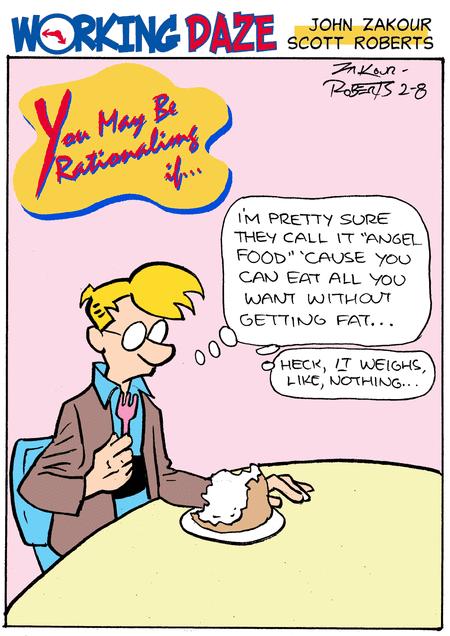 WORKING DAZE
JOHN ZAKOUR
SCOTT ROBERTS
ZAKOUR-
ROBERTS 2-8
You May Be
Rationalimg
if...
I'M PRETTY SURE
THEY CALL IT "ANGEL
FOOD" 'CAUSE YOU
CAN EAT ALL YOU
WANT WITHOUT
GETTING FAT...
HECK, IT WEIGHS,
LIKE, NOTHING...